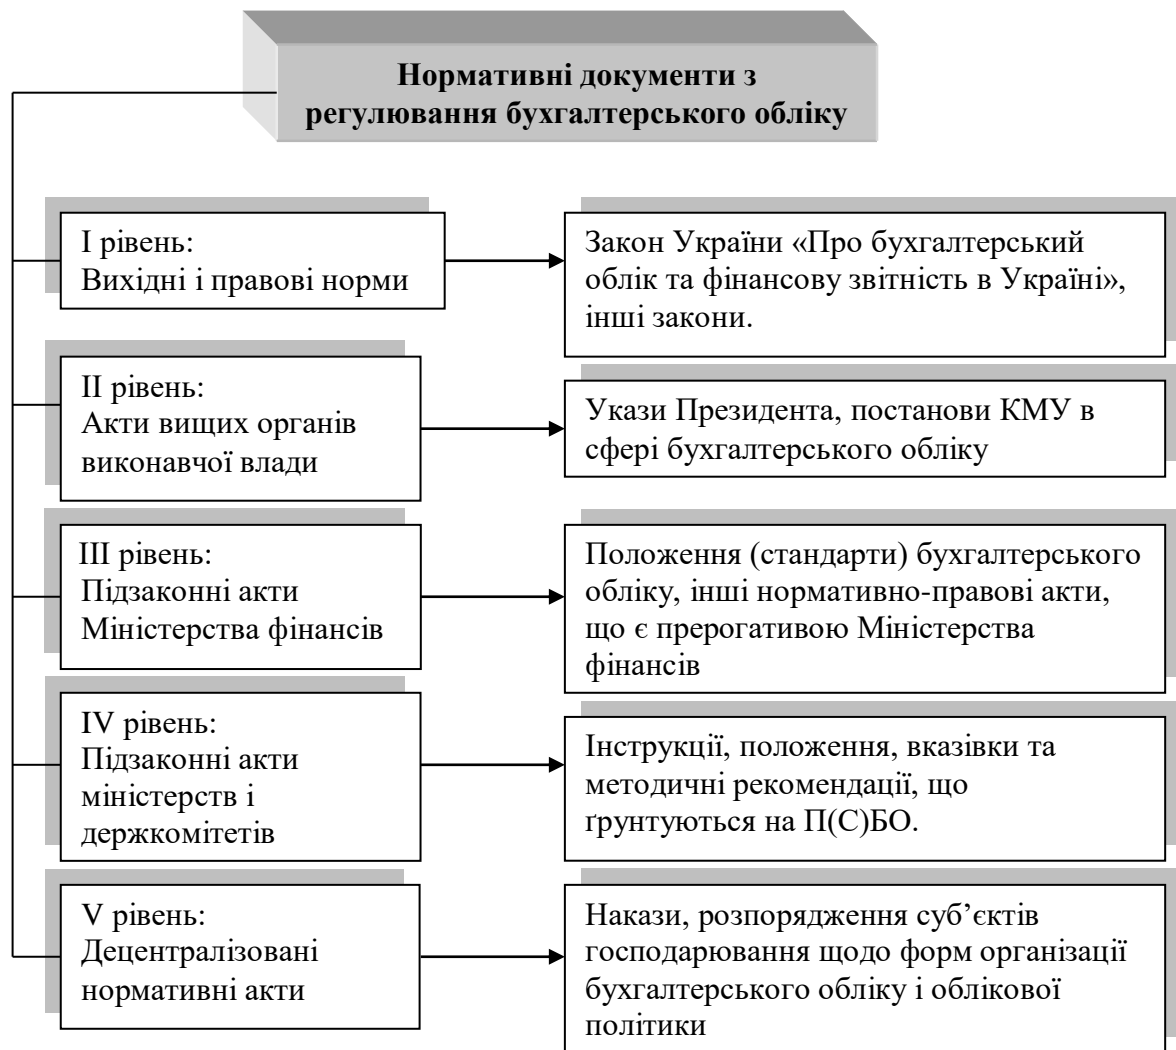 Нормативні документи з
регулювання бухгалтерського обліку
І рівень:
Вихідні і правові норми
Закон України «Про бухгалтерський
облік та фінансову звітність в Україні»,
інші закони.
ІІ рівень:
Акти вищих органів
виконавчої влади
Укази Президента, постанови КМУ в
сфері бухгалтерського обліку
ІІІ рівень:
Підзаконні акти
Міністерства фінансів
Положення (стандарти) бухгалтерського
обліку, інші нормативно-правові акти,
що є прерогативою Міністерства
фінансів
IV рівень:
Підзаконні акти
міністерств і
держкомітетів
Інструкції, положення, вказівки та
методичні рекомендації, що
ґрунтуються на П(С)БО.
V рівень:
Децентралізовані
нормативні акти
Накази, розпорядження суб’єктів
господарювання щодо форм організації
бухгалтерського обліку і облікової
політики